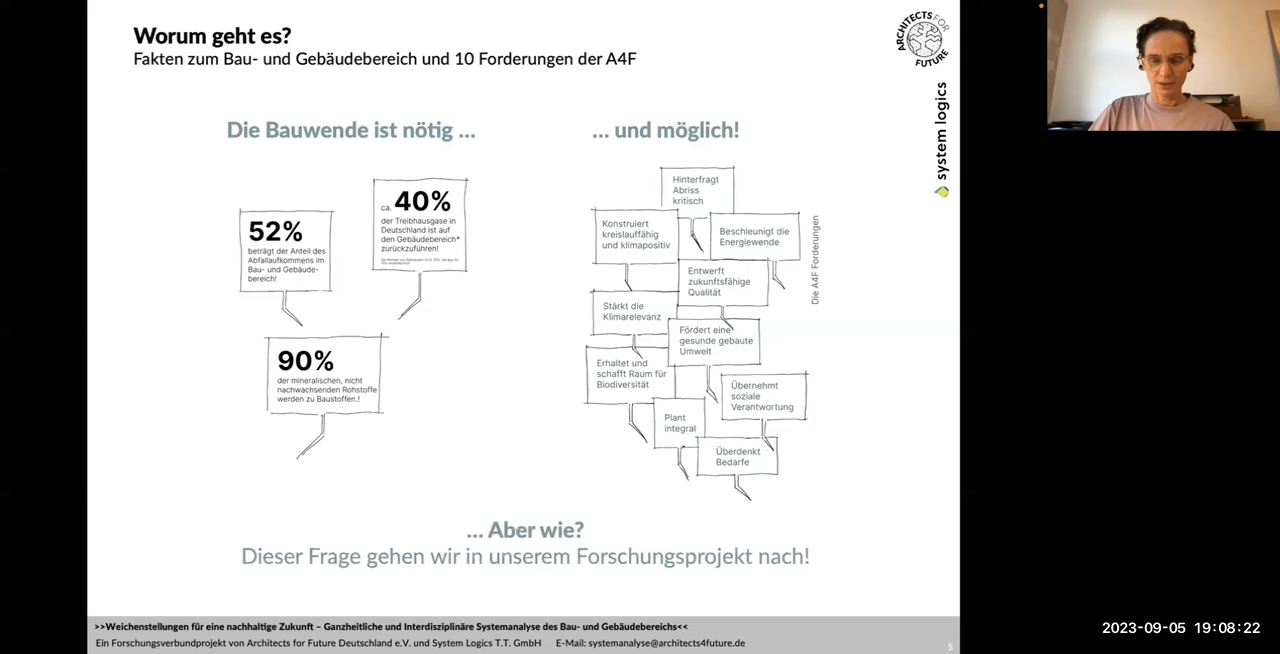 Worum geht es?
Fakten zum Bau- und Gebäudebereich und 10 Forderungen der A4F
ARCHITECTS FOR
FUTURE
system logics
Die Bauwende ist nötig ...
... und möglich!
52%
beträgt der Anteil des
Abfallaufkommens im
Bau- und Gebäude-
bereich!
ca. 40%
der Treibhausgase in
Deutschland ist auf
den Gebäudebereich*
zurückzuführen!
90%
der mineralischen, nicht
nachwachsenden Rohstoffe
werden zu Baustoffen.!
Hinterfragt
Abriss
kritisch
Konstruiert
kreislauffähig
und klimapositiv
Beschleunigt die
Energiewende
Entwerft
zukunftsfähige
Qualität
Stärkt die
Klimarelevanz
Fördert eine
gesunde gebaute
Umwelt
Erhaltet und
schafft Raum für
Biodiversität
Übernehmt
soziale
Verantwortung
Plant
integral
Überdenkt
Bedarfe
Die A4F Forderungen
... Aber wie?
Dieser Frage gehen wir in unserem Forschungsprojekt nach!
>>Weichenstellungen für eine nachhaltige Zukunft – Ganzheitliche und Interdisziplinäre Systemanalyse des Bau- und Gebäudebereichs<<
Ein Forschungsverbundprojekt von Architects for Future Deutschland e.V. und System Logics T.T. GmbH E-Mail: systemanalyse@architects4future.de
5
2023-09-05 19:08:22